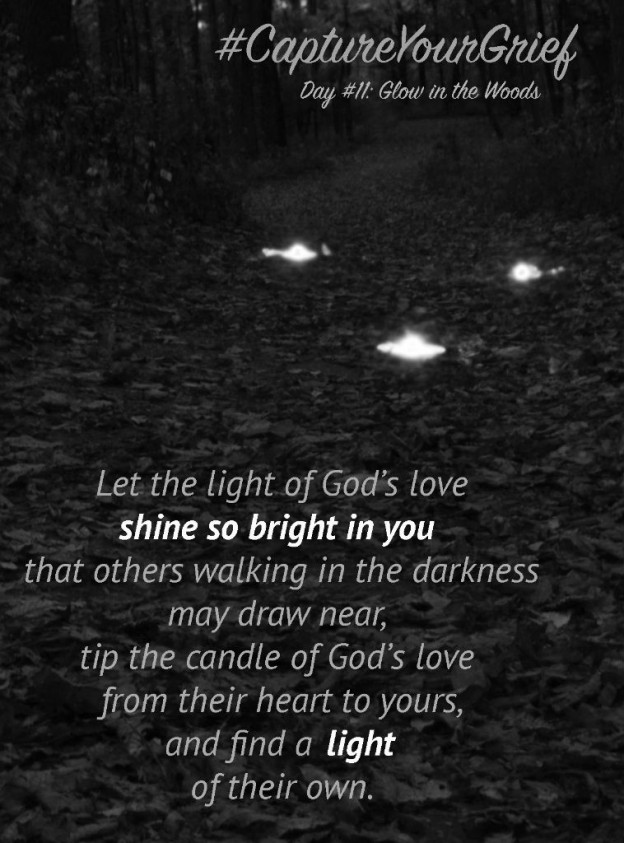 #CaptureYourGrief
Day #11: Glow in the Woods
Let the light of God's love
shine so bright in you
that others walking in the darkness
may draw near,
tip the candle of God's love
from their heart to yours,
and find a light
of their own.